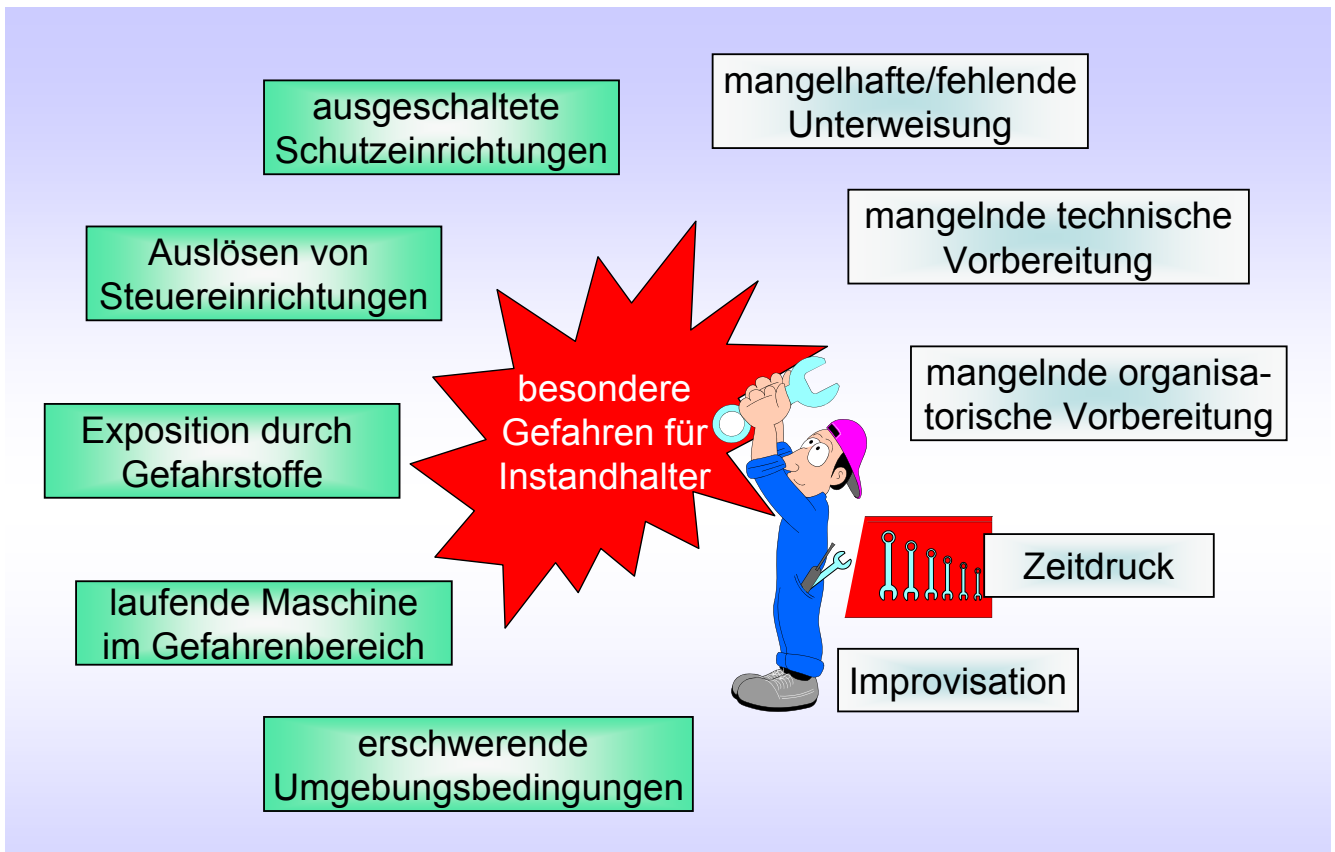 ausgeschaltete
Schutzeinrichtungen
mangelhafte/fehlende
Unterweisung
Auslösen von
Steuereinrichtungen
mangelnde technische
Vorbereitung
besondere
Gefahren für
Instandhalter
mangelnde organisa-
torische Vorbereitung
Exposition durch
Gefahrstoffe
Zeitdruck
laufende Maschine
im Gefahrenbereich
Improvisation
erschwerende
Umgebungsbedingungen